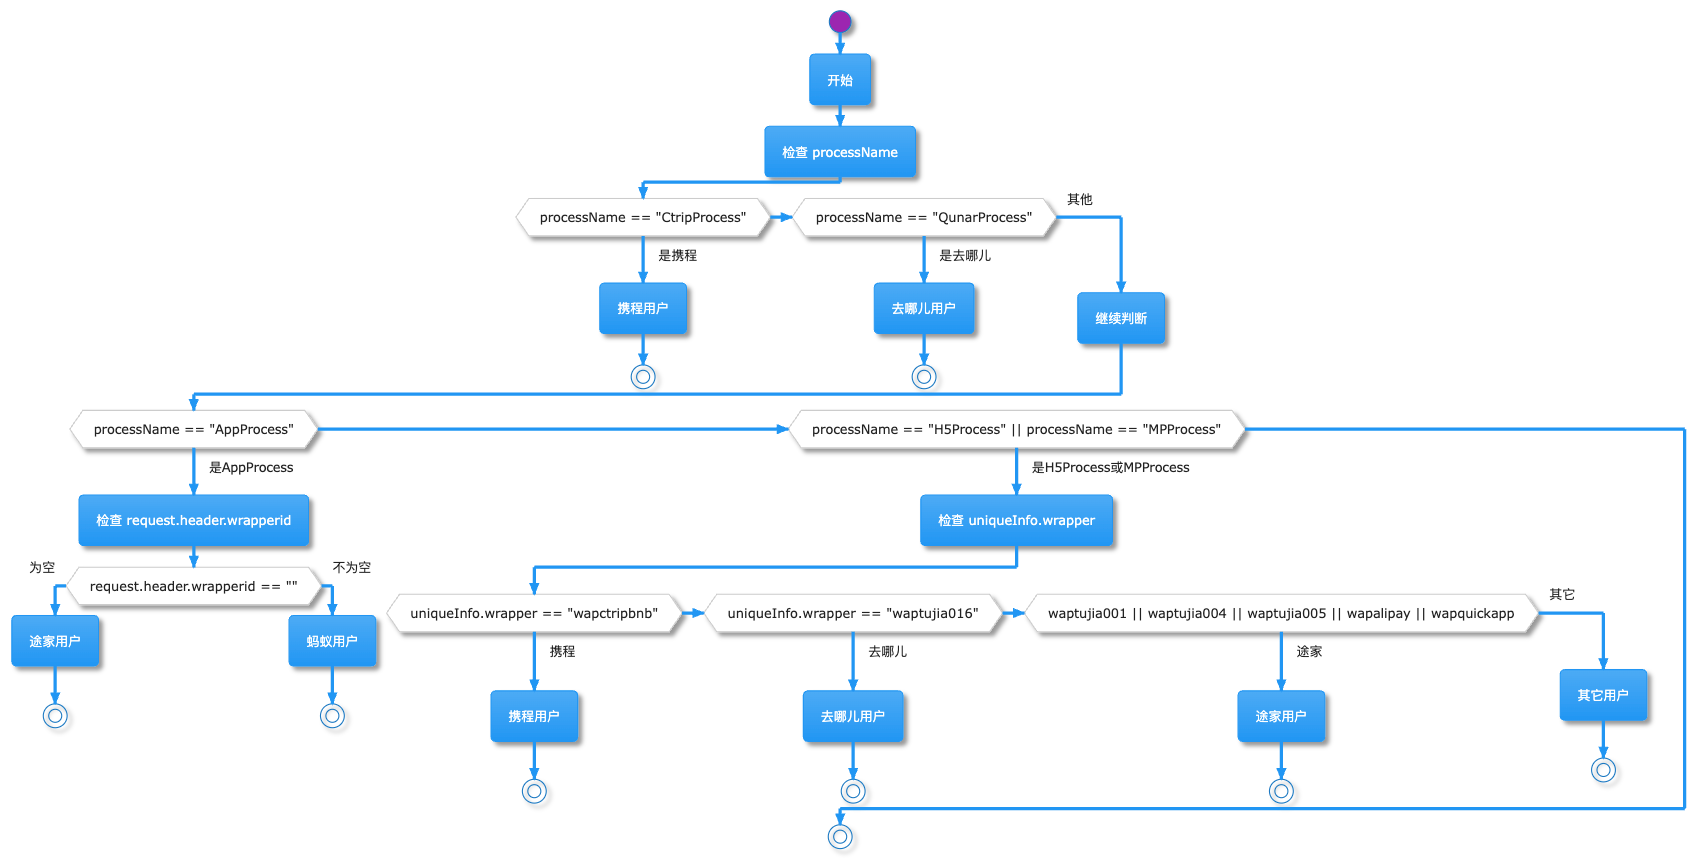 开始
检查 processName
processName == "CtripProcess"
processName == "QunarProcess"
其他
是携程
是去哪儿
携程用户
去哪儿用户
继续判断
processName == "AppProcess"
processName == "H5Process" || processName == "MPProcess"
是AppProcess
是H5Process或MPProcess
检查 request.header.wrapperid
检查 uniqueInfo.wrapper
为空
request.header.wrapperid == ""
不为空
途家用户
蚂蚁用户
uniqueInfo.wrapper == "wapctripbnb"
uniqueInfo.wrapper == "waptujia016"
waptujia001 || waptujia004 || waptujia005 || wapalipay || wapquickapp
其它
携程
去哪儿
途家
携程用户
去哪儿用户
途家用户
其它用户